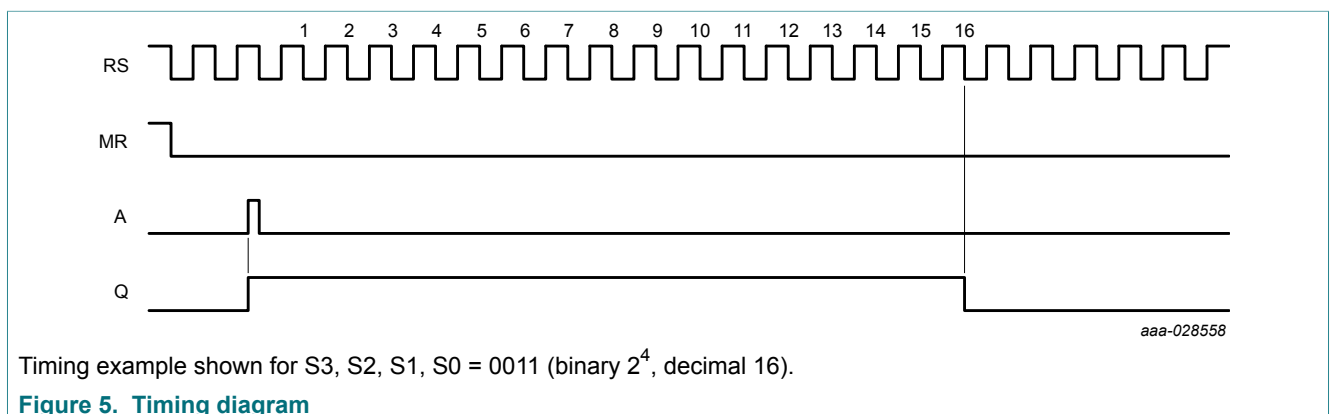 1 2 3 4 5 6 7 8 9 10 11 12 13 14 15 16
RS
MR
A
Q
aaa-028558
Timing example shown for S3, S2, S1, S0 = 0011 (binary 2⁴, decimal 16).
Figure 5. Timing diagram